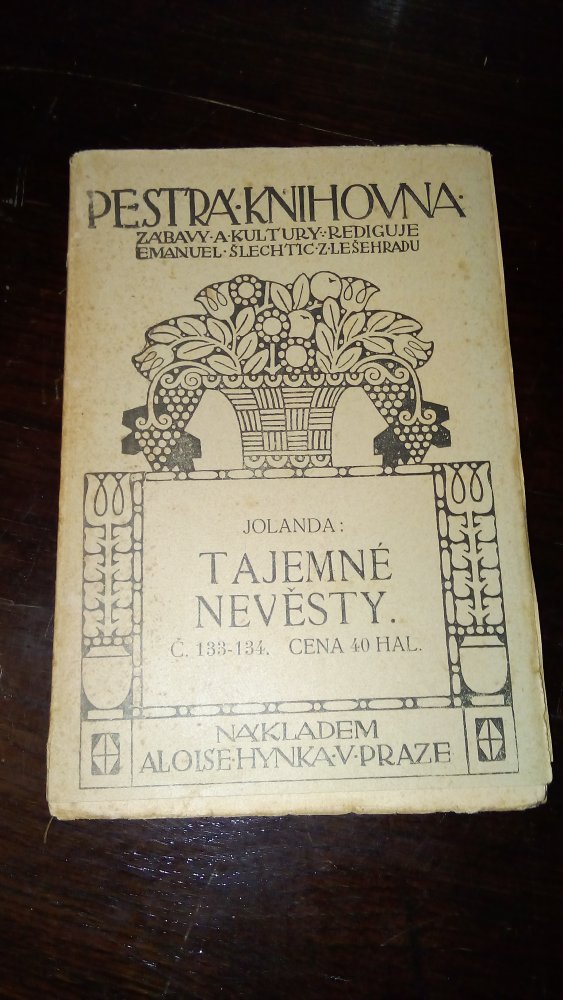 PESTRÁ·KNIHOVNA·
ZÁBAVY·A·KULTURY·REDIGUJE
EMANUEL·ŠLECHTIC·Z·LEŠEHRADU
JOLANDA:
TAJEMNÉ
NEVĚSTY.
Č. 133-134. CENA 40 HAL.
NÁKLADEM
ALOISE·HYNKA·V·PRAZE